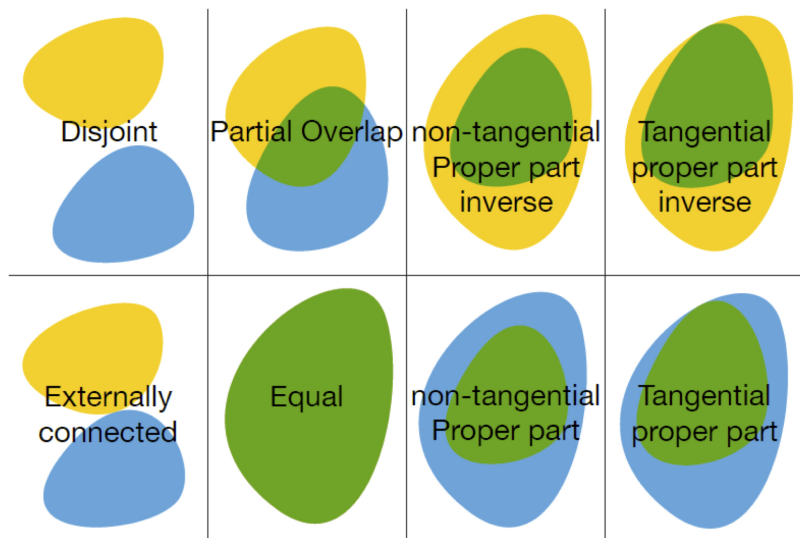 Disjoint
Partial Overlap
non-tangential
Proper part
inverse
Tangential
proper part
inverse
Externally
connected
Equal
non-tangential
Proper part
Tangential
proper part